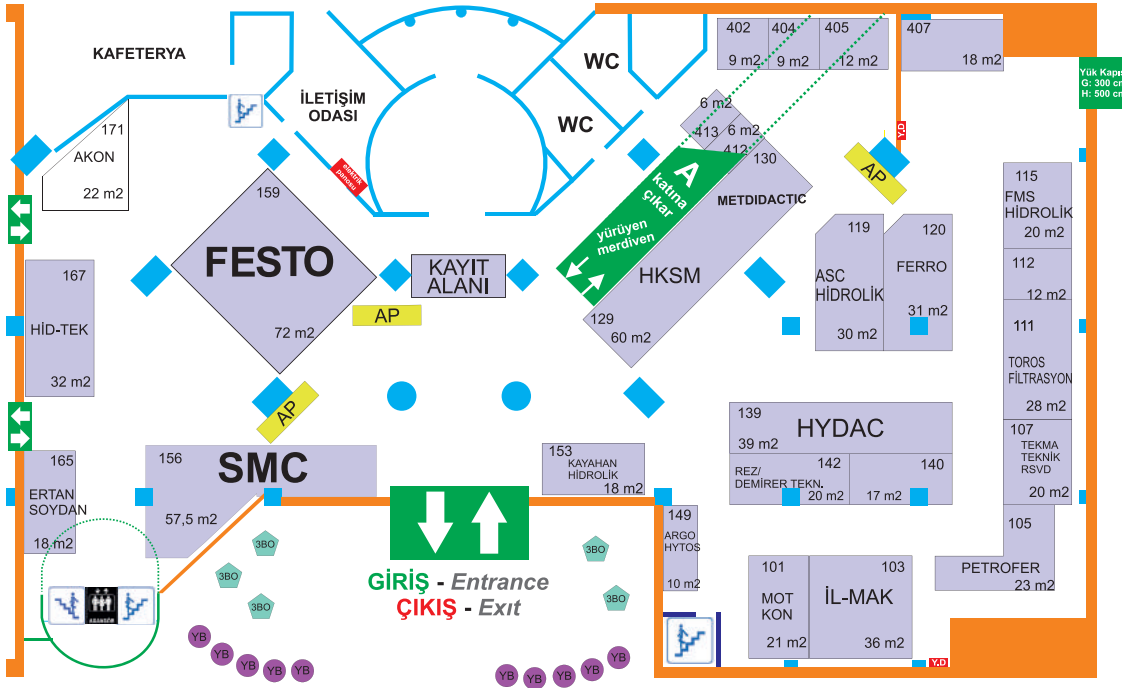 KAFETERYA
İLETİŞİM
ODASI
WC
WC
402
9 m2
404
9 m2
405
12 m2
407
18 m2
Yük Kapıs
G: 300 cm
H: 500 cm
171
AKON
22 m2
elektrik
panosu
159
FESTO
72 m2
KAYIT
ALANI
AP
AP
AP
6 m2
413
6 m2
412
A
katına
çıkar
yürüyen
merdiven
130
METDIDACTIC
HKSM
129
60 m2
Y.D
119
ASC
HİDROLİK
30 m2
120
FERRO
31 m2
115
FMS
HİDROLİK
20 m2
112
12 m2
111
TOROS
FİLTRASYON
28 m2
107
TEKMA
TEKNİK
RSVD
20 m2
105
PETROFER
23 m2
167
HİD-TEK
32 m2
165
ERTAN
SOYDAN
18 m2
156
SMC
57,5 m2
153
KAYAHAN
HİDROLİK
18 m2
139
HYDAC
39 m2
REZ/
DEMİRER TEKN.
142
20 m2
140
17 m2
149
ARGO
HYTOS
10 m2
101
MOT
KON
21 m2
103
İL-MAK
36 m2
Y.D
GİRİŞ - Entrance
ÇIKIŞ - Exıt
3BO
3BO
3BO
3BO
3BO
YB
YB
YB
YB
YB
YB
YB
YB
YB
YB
ASANSÖR